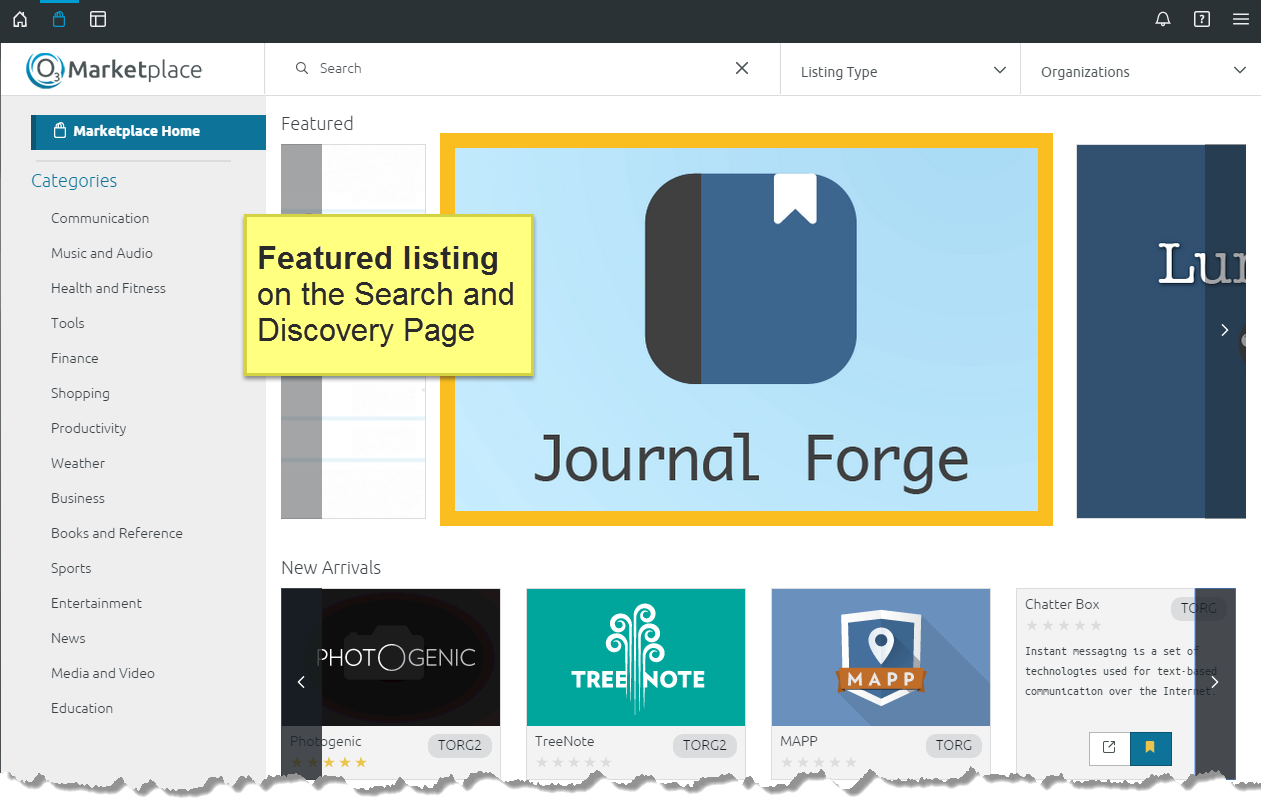 O3 Marketplace
Search
Listing Type
Organizations
Marketplace Home
Categories
Communication
Music and Audio
Health and Fitness
Tools
Finance
Shopping
Productivity
Weather
Business
Books and Reference
Sports
Entertainment
News
Media and Video
Education
Featured
Featured listing
on the Search and
Discovery Page
Journal Forge
New Arrivals
PHOTOGENIC
Photogenic
TORG2
TREE NOTE
TreeNote
TORG2
MAPP
MAPP
TORG
Chatter Box
TORG
Instant messaging is a set of
technologies used for text-based
communtcation over the Internet.